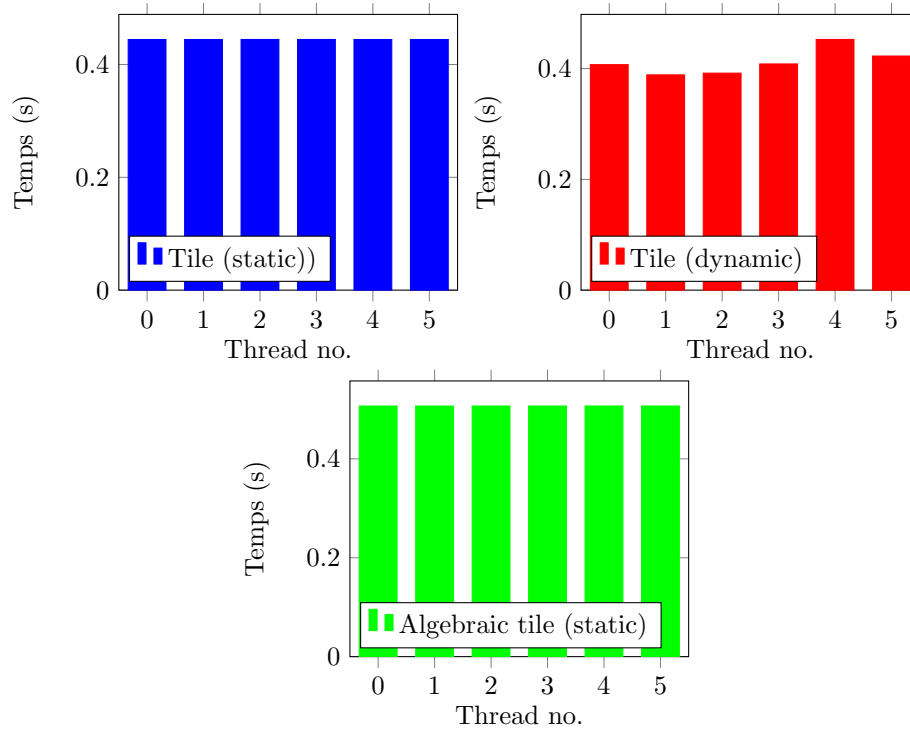 Temps (s)
0.4
0.2
0
Tile (static))
0 1 2 3 4 5
Thread no.
Temps (s)
0.4
0.2
0
Tile (dynamic)
0 1 2 3 4 5
Thread no.
Temps (s)
0.4
0.2
0
Algebraic tile (static)
0 1 2 3 4 5
Thread no.